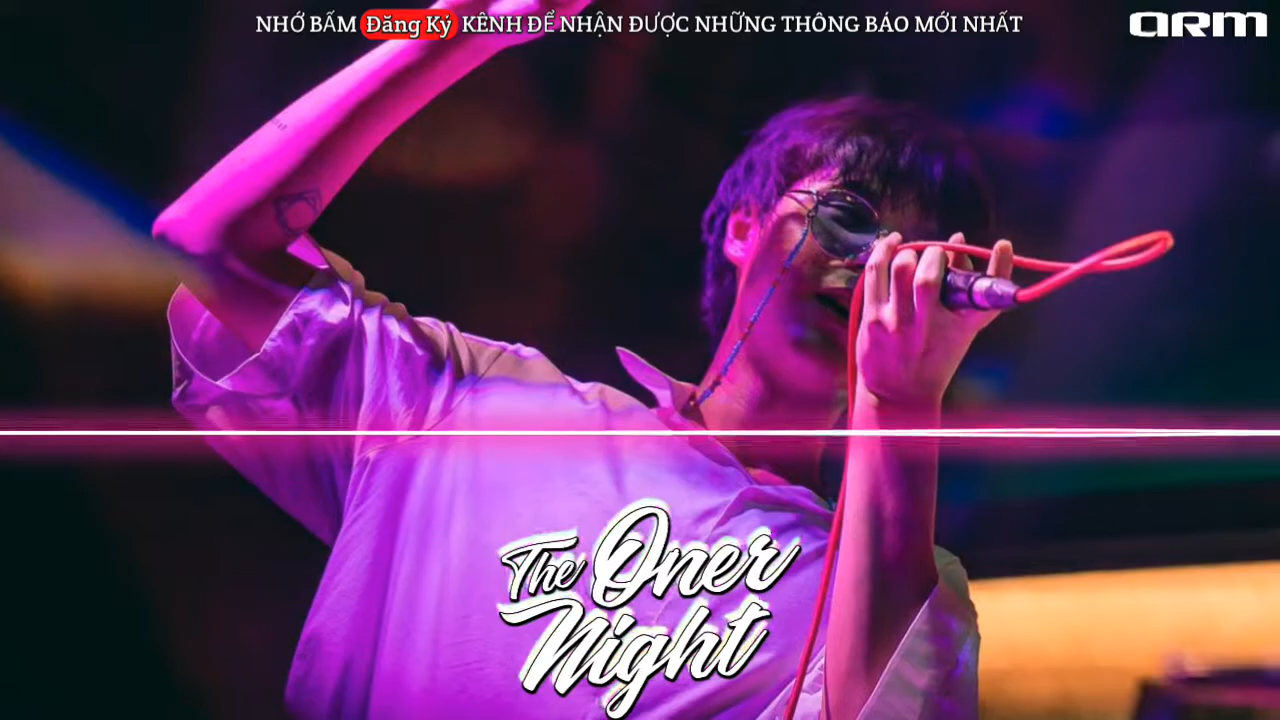 NHỚ BẤM Đăng Ký KÊNH ĐỂ NHẬN ĐƯỢC NHỮNG THÔNG BÁO MỚI NHẤT
ARM
The Oner
Night